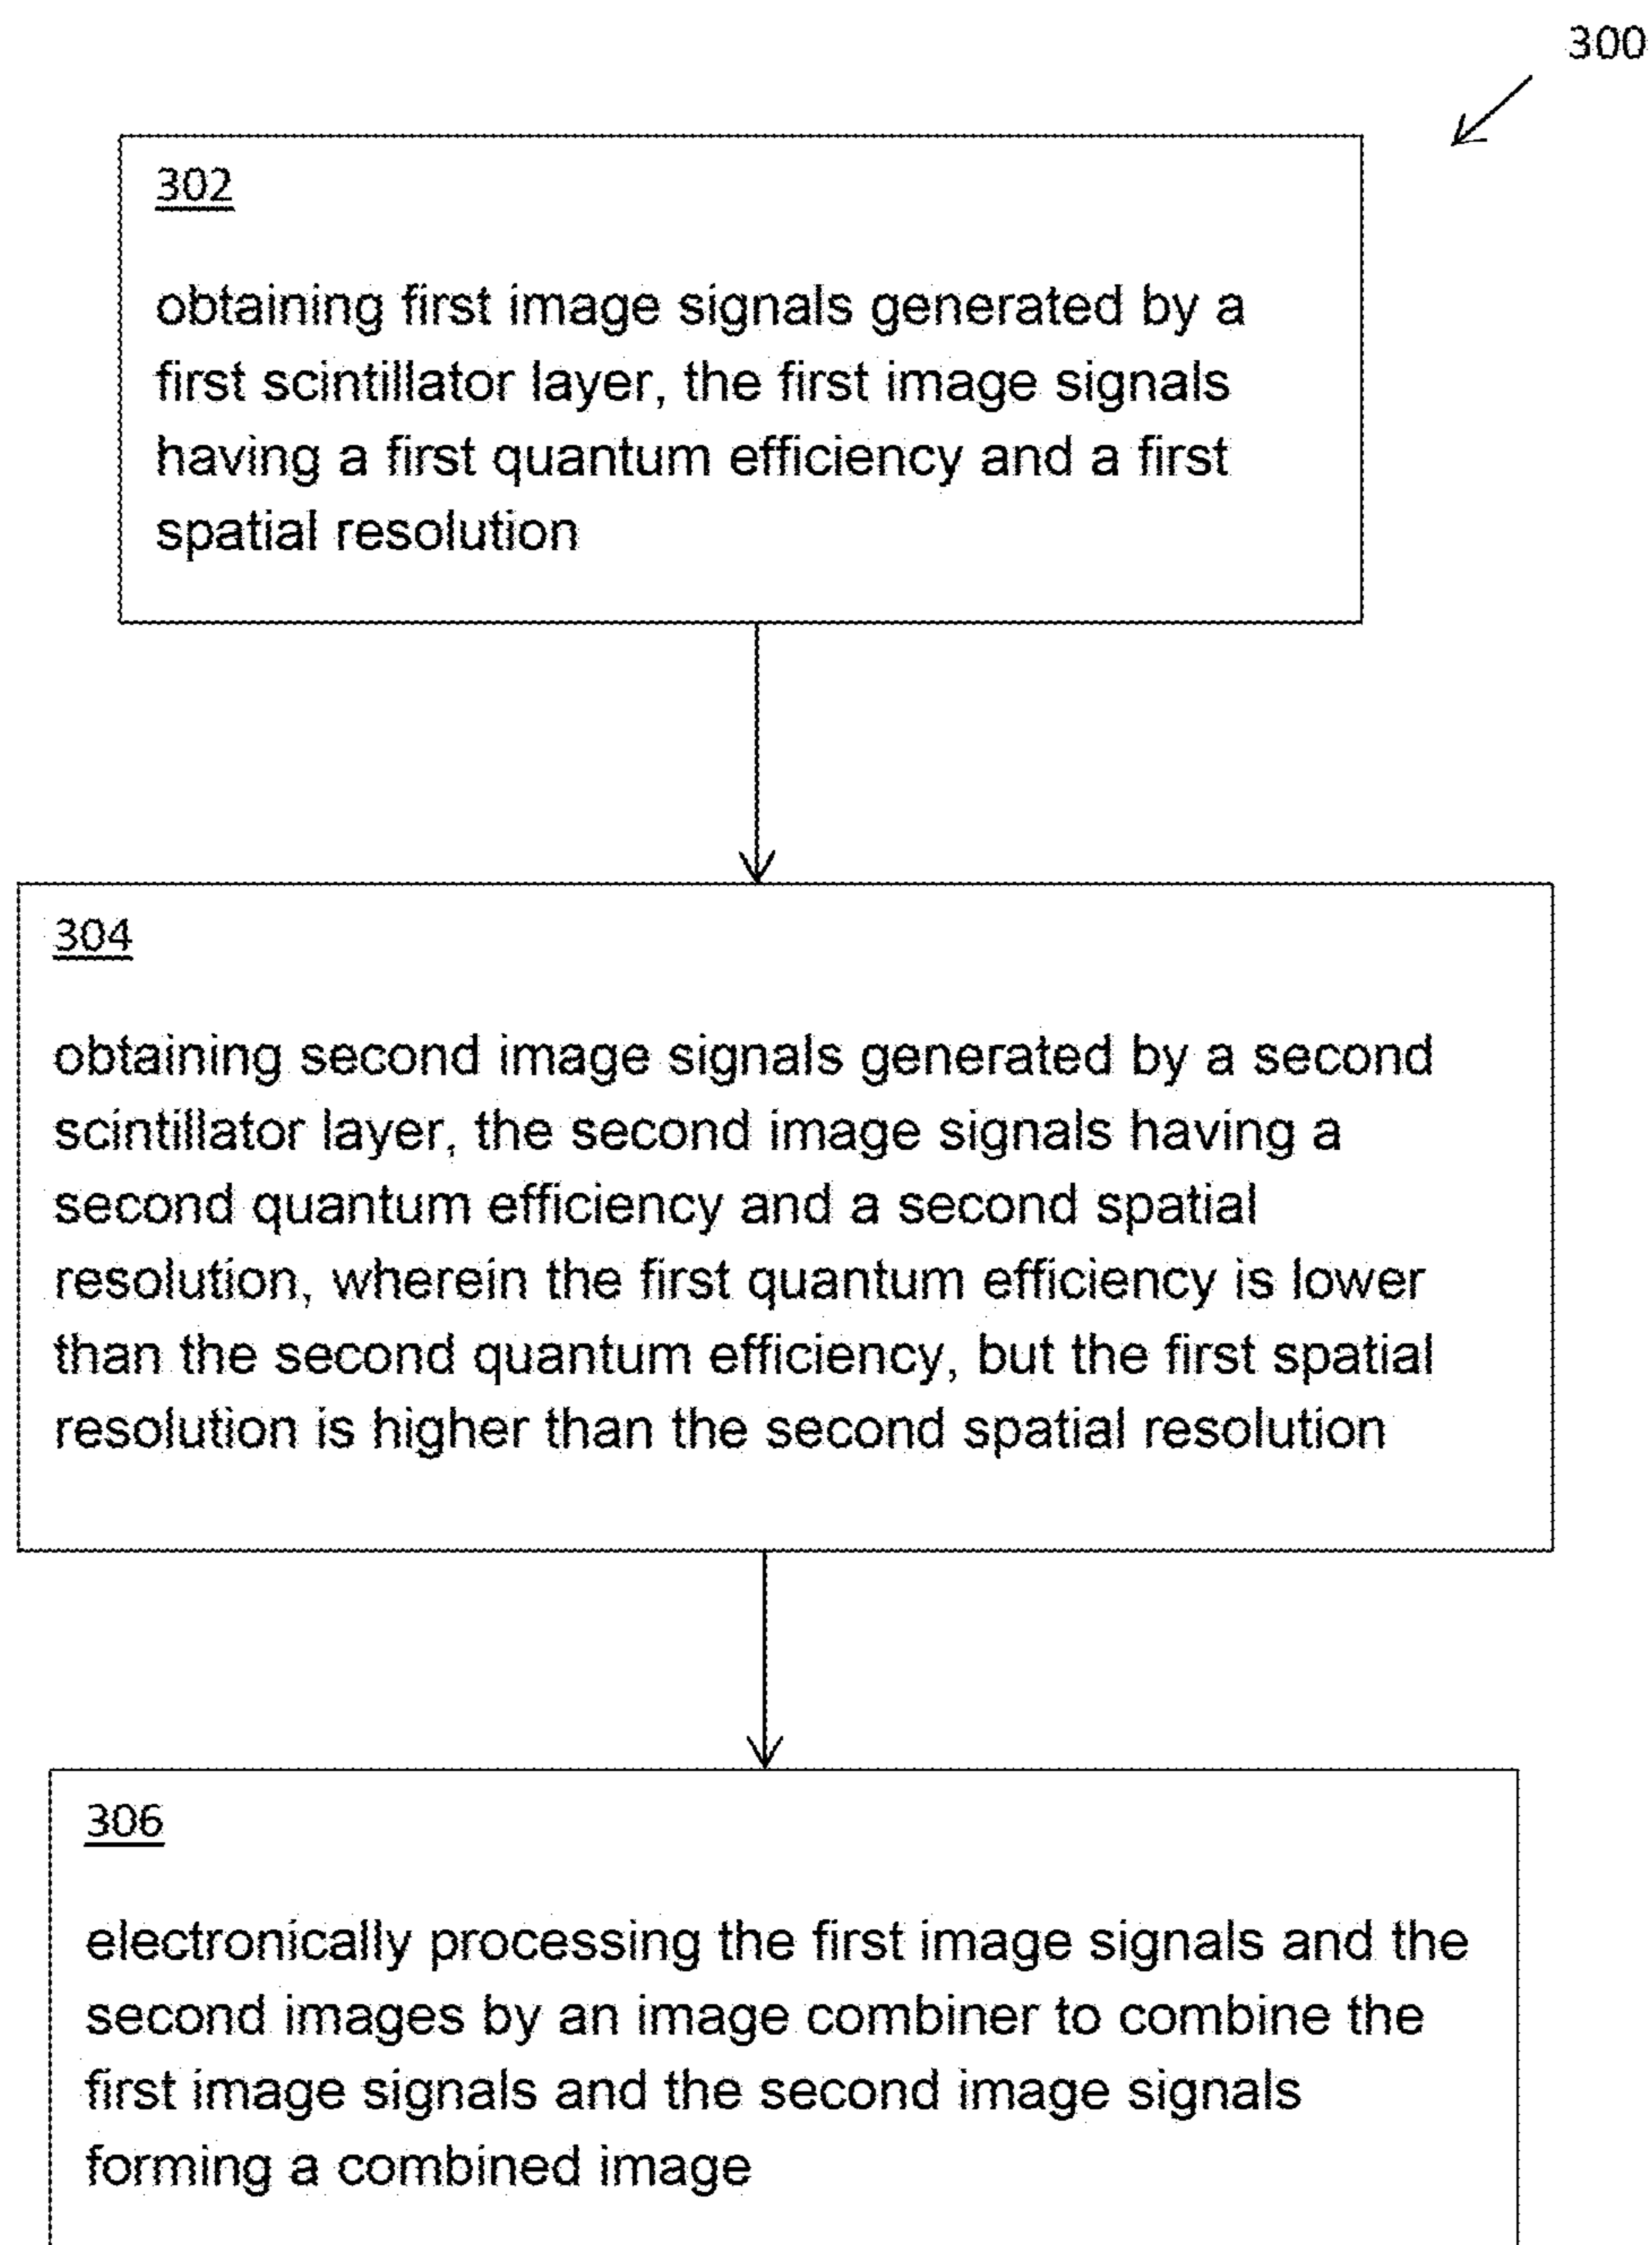 300
302
obtaining first image signals generated by a
first scintillator layer, the first image signals
having a first quantum efficiency and a first
spatial resolution
304
obtaining second image signals generated by a second
scintillator layer, the second image signals having a
second quantum efficiency and a second spatial
resolution, wherein the first quantum efficiency is lower
than the second quantum efficiency, but the first spatial
resolution is higher than the second spatial resolution
306
electronically processing the first image signals and the
second images by an image combiner to combine the
first image signals and the second image signals
forming a combined image